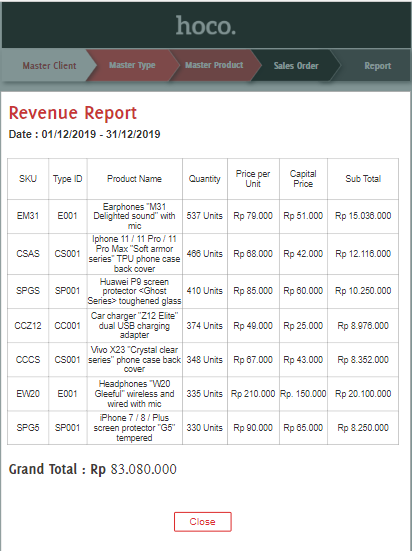 hoco.
Master Client Master Type Master Product Sales Order Report
Revenue Report
Date : 01/12/2019 - 31/12/2019
SKU Type ID Product Name Quantity Price per Unit Capital Price Sub Total
EM31 E001 Earphones "M31 Delighted sound" with mic 537 Units Rp 79.000 Rp 51.000 Rp 15.036.000
CSAS CS001 Iphone 11 / 11 Pro / 11 Pro Max "Soft armor series" TPU phone case back cover 466 Units Rp 68.000 Rp 42.000 Rp 12.116.000
SPGS SP001 Huawei P9 screen protector <Ghost Series> toughened glass 410 Units Rp 85.000 Rp 60.000 Rp 10.250.000
CCZ12 CC001 Car charger "Z12 Elite" dual USB charging adapter 374 Units Rp 49.000 Rp 25.000 Rp 8.976.000
CCCS CS001 Vivo X23 "Crystal clear series" phone case back cover 348 Units Rp 67.000 Rp 43.000 Rp 8.352.000
EW20 E001 Headphones "W20 Gleeful" wireless and wired with mic 335 Units Rp 210.000 Rp. 150.000 Rp 20.100.000
SPG5 SP001 iPhone 7 / 8 / Plus screen protector "G5" tempered 330 Units Rp 90.000 Rp 65.000 Rp 8.250.000
Grand Total : Rp 83.080.000
Close